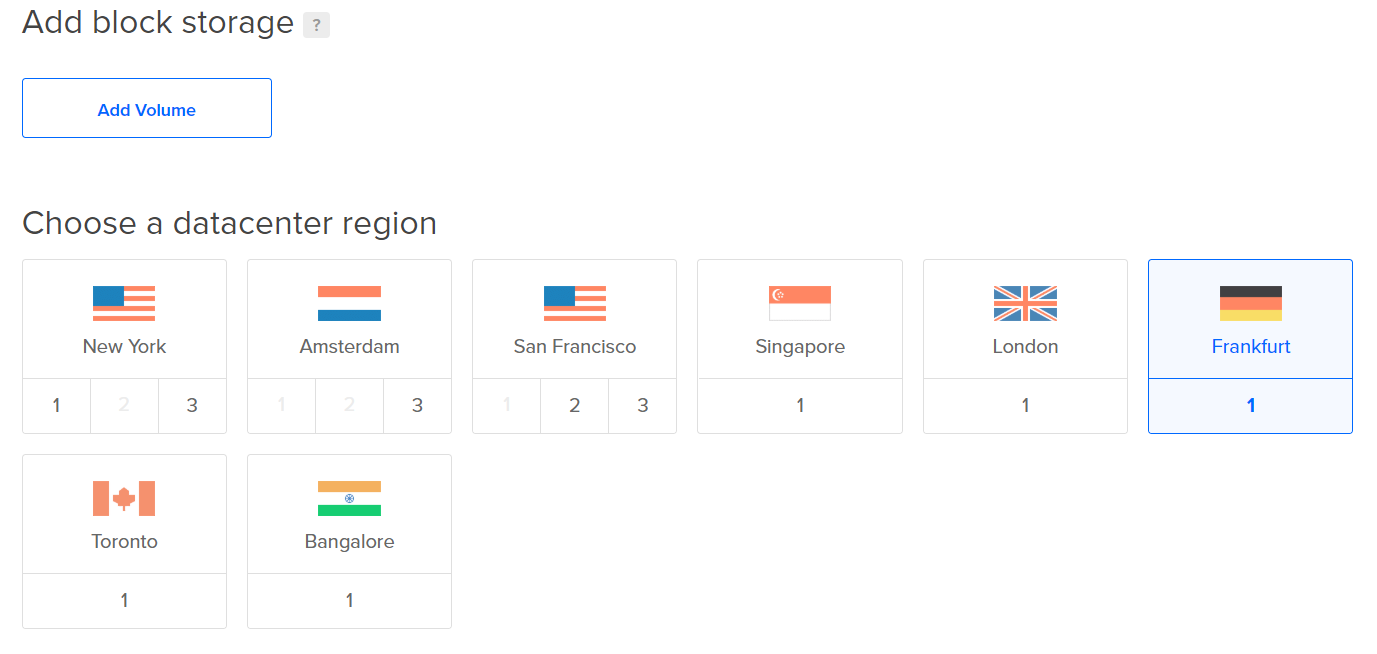 Add block storage ?
Add Volume
Choose a datacenter region
New York Amsterdam San Francisco Singapore London Frankfurt
1 2 3 1 2 3 1 2 3 1 1 1
Toronto Bangalore
1 1